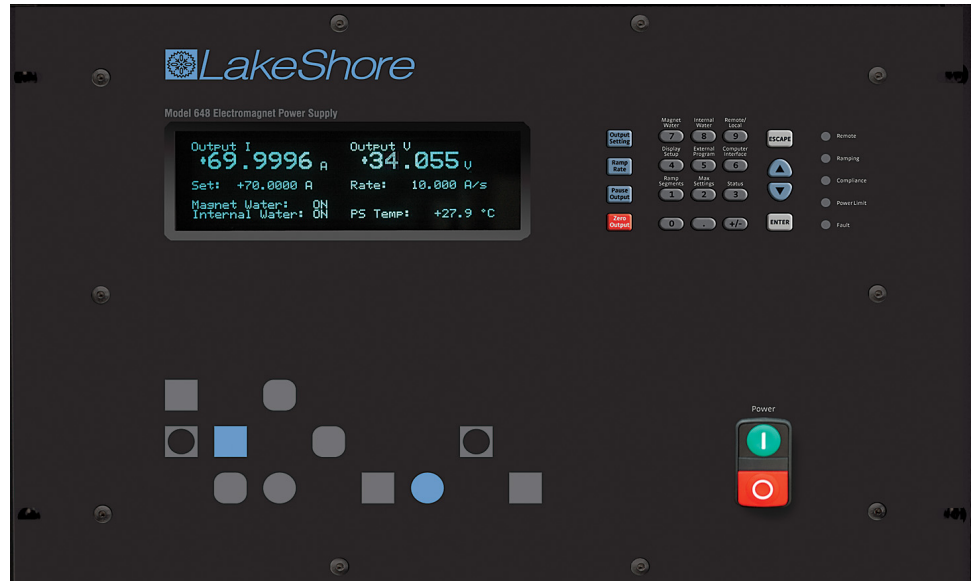 LakeShore
Model 648 Electromagnet Power Supply
Output I Output V
+69.9996 A +34.055 V
Set: +70.0000 A Rate: 10.000 A/s
Magnet Water: ON
Internal Water: ON PS Temp: +27.9 °C
Output Setting
Ramp Rate
Pause Output
Zero Output
Magnet Water
Internal Water
Remote/ Local
7 8 9
Display Setup
External Program
Computer Interface
4 5 6
Ramp Segments
Max Settings
Status
1 2 3
0 . +/-
ESCAPE
ENTER
Remote
Ramping
Compliance
Power Limit
Fault
Power
I
O